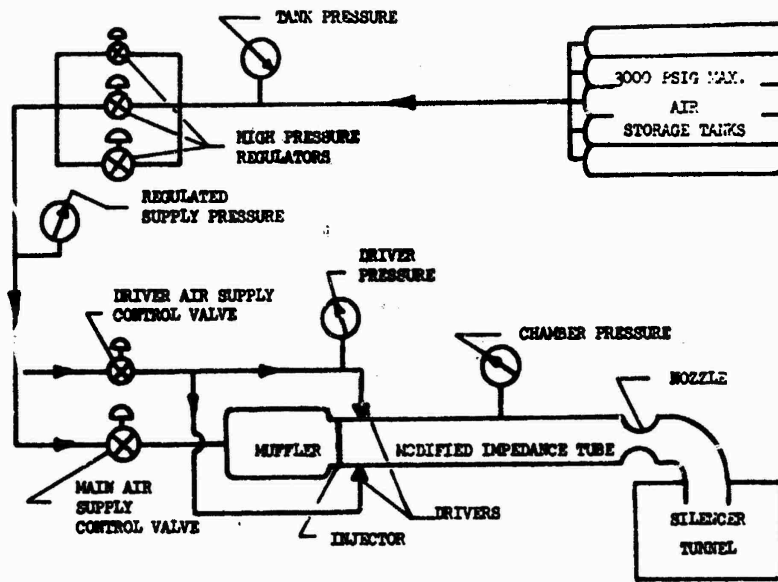 TANK PRESSURE
3000 PSIG MAX.
AIR
STORAGE TANKS
HIGH PRESSURE
REGULATORS
REGULATED
SUPPLY PRESSURE
DRIVER
PRESSURE
DRIVER AIR SUPPLY
CONTROL VALVE
CHAMBER PRESSURE
NOZZLE
MUFFLER
MODIFIED IMPEDANCE TUBE
MAIN AIR
SUPPLY
CONTROL VALVE
DRIVERS
INJECTOR
SILENCER
TUNNEL